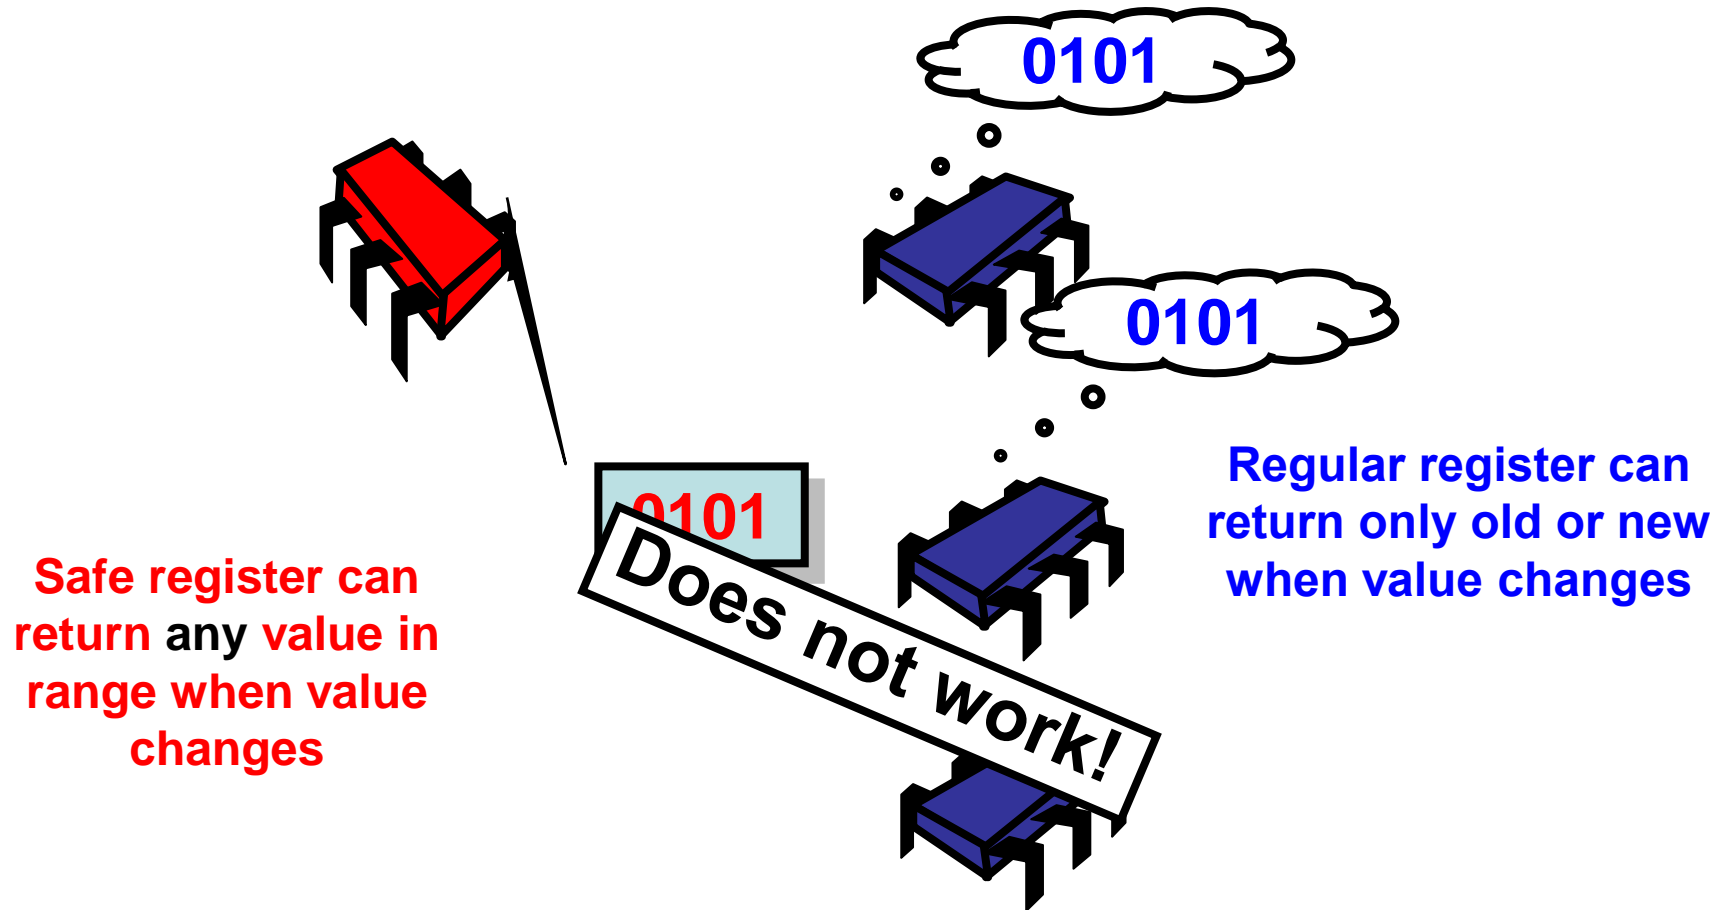 0101
0101
0101
Does not work!
Safe register can
return any value in
range when value
changes
Regular register can
return only old or new
when value changes